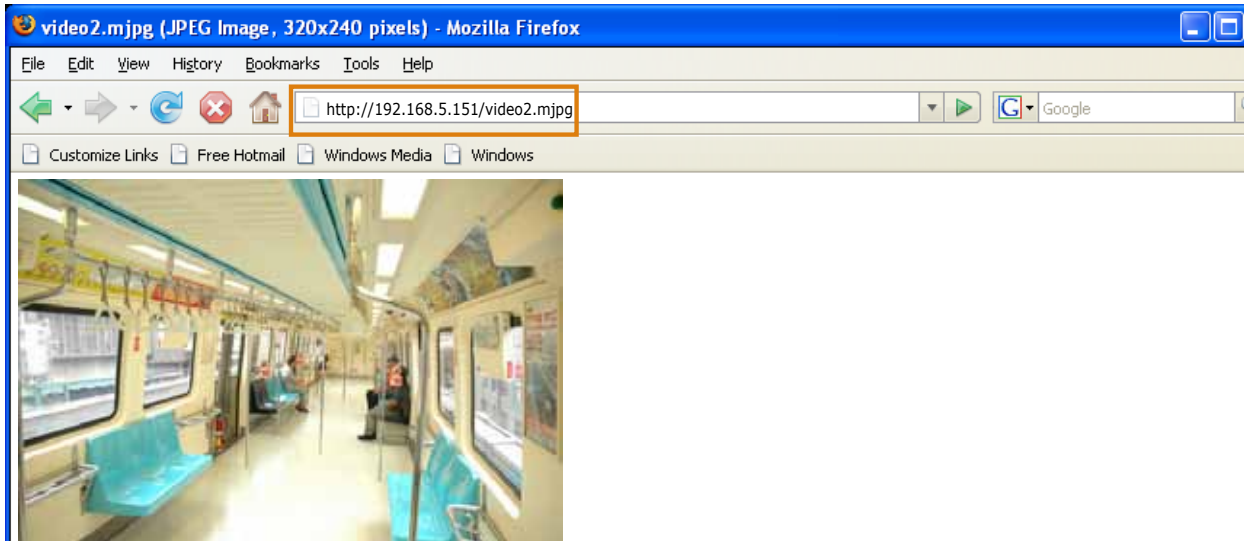 video2.mjpg (JPEG Image, 320x240 pixels) - Mozilla Firefox
File Edit View History Bookmarks Tools Help
http://192.168.5.151/video2.mjpg G Google
Customize Links Free Hotmail Windows Media Windows